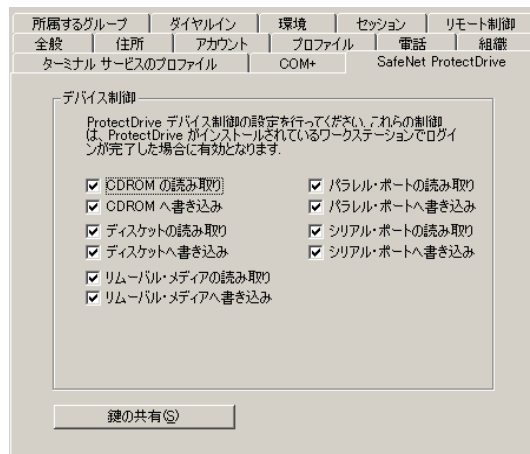 所属するグループ ダイヤルイン 環境 セッション リモート制御
全般 住所 アカウント プロファイル 電話 組織
ターミナル サービスのプロファイル COM+ SafeNet ProtectDrive
デバイス制御
ProtectDrive デバイス制御の設定を行ってください. これらの制御
は、ProtectDrive がインストールされているワークステーションでログイ
ンが完了した場合に有効となります.
CDROM の読み取り パラレル・ポートの読み取り
CDROM へ書き込み パラレル・ポートへ書き込み
ディスケットの読み取り シリアル・ポートの読み取り
ディスケットへ書き込み シリアル・ポートへ書き込み
リムーバル・メディアの読み取り
リムーバル・メディアへ書き込み
鍵の共有(S)